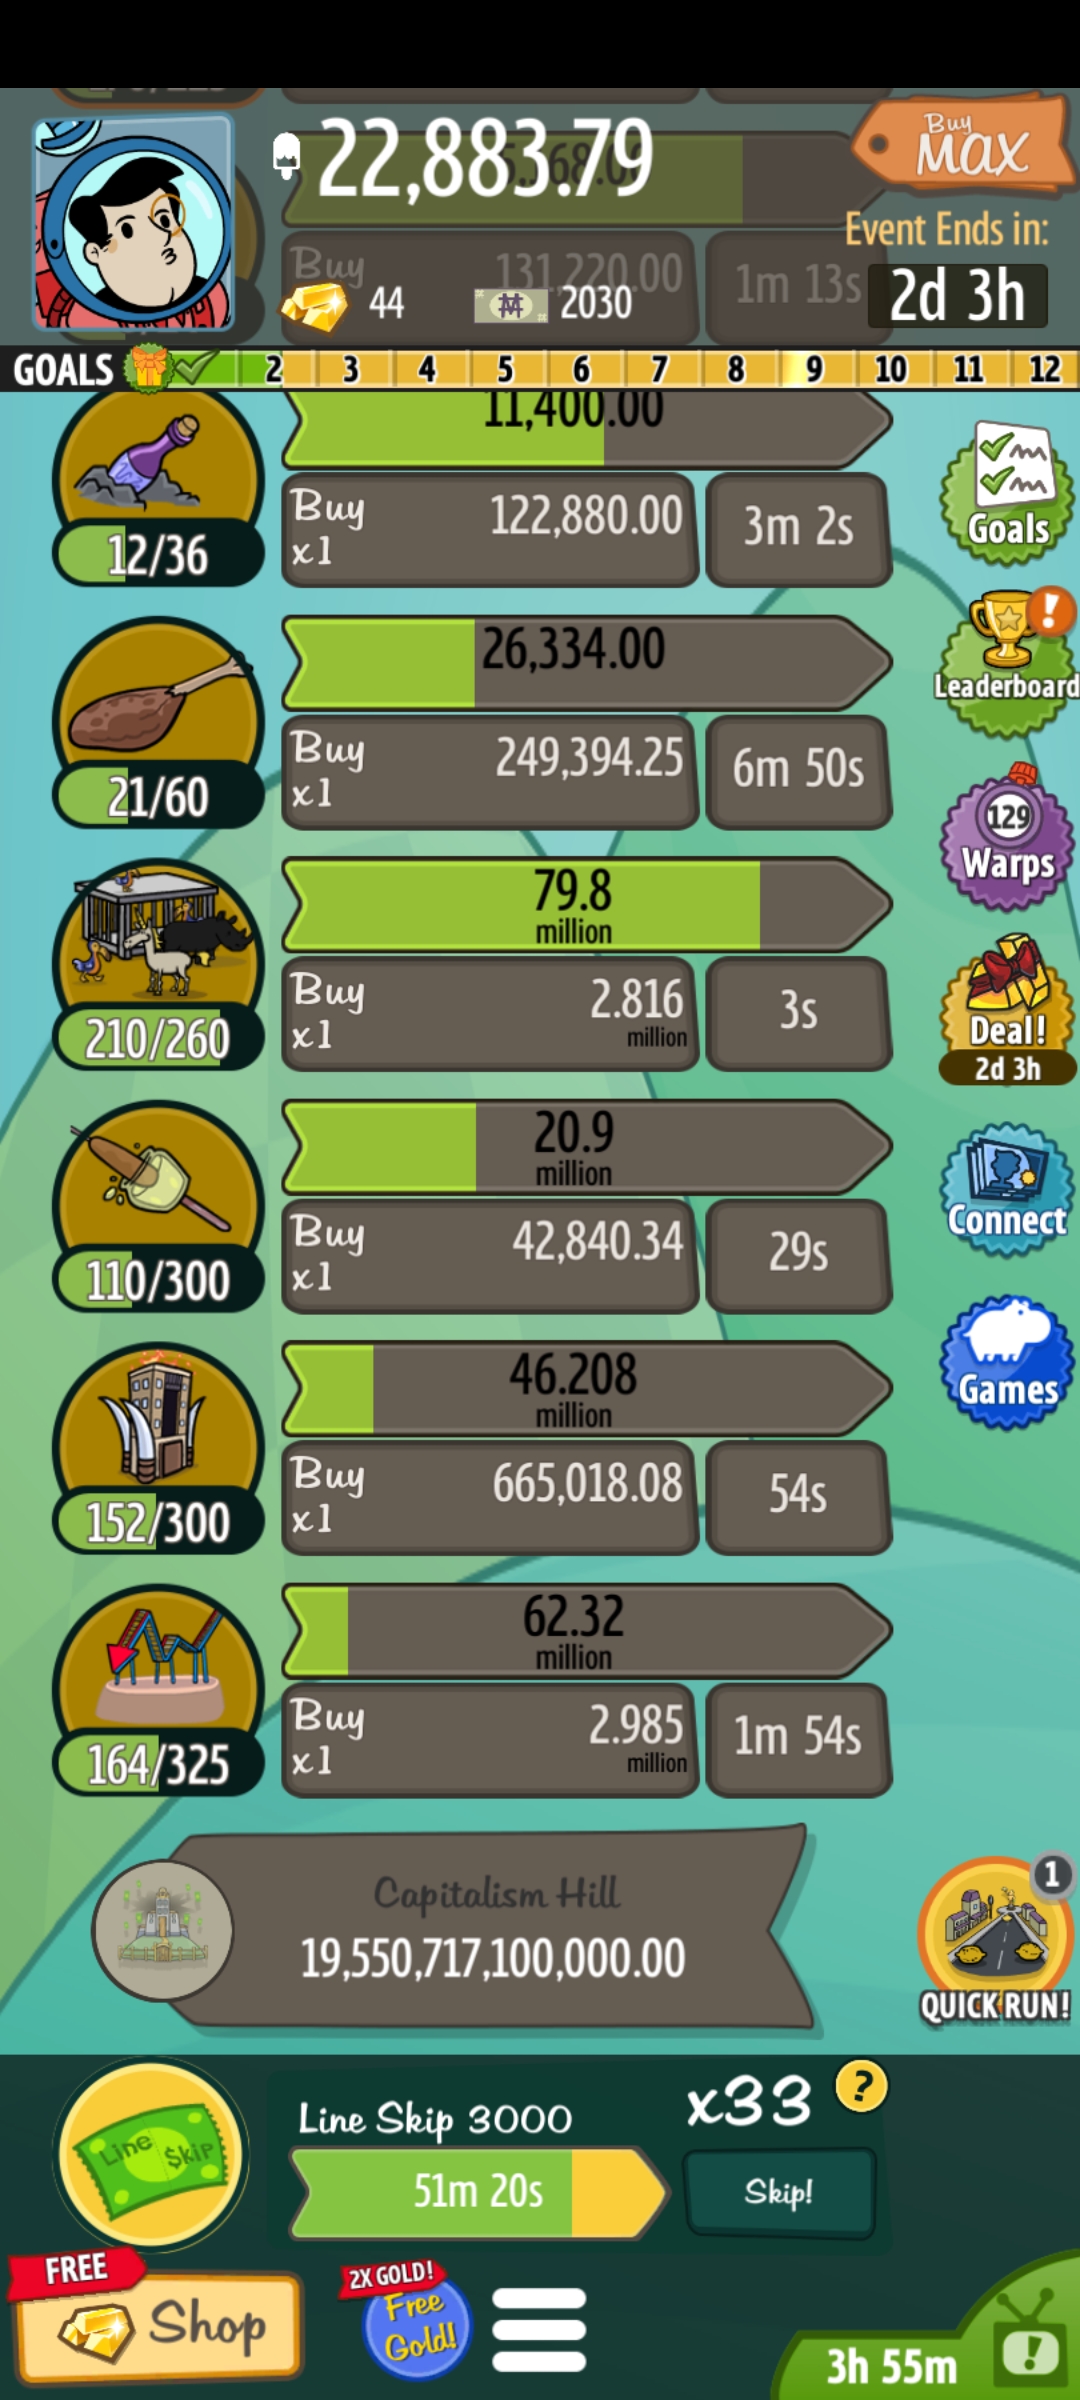 22,883.79
Buy
MAX
Event Ends in:
2d 3h
Buy
131,220.00
1m 13s
44
2030
GOALS
2
3
4
5
6
7
8
9
10
11
12
11,400.00
Buy
x1
122,880.00
3m 2s
12/36
Goals
26,334.00
Buy
x1
249,394.25
6m 50s
21/60
Leaderboard
79.8
million
Buy
x1
2.816
million
3s
210/260
129
Warps
Deal!
2d 3h
20.9
million
Buy
x1
42,840.34
29s
110/300
Connect
46.208
million
Buy
x1
665,018.08
54s
152/300
Games
62.32
million
Buy
x1
2.985
million
1m 54s
164/325
Capitalism Hill
19,550,717,100,000.00
1
QUICK RUN!
Line $kip
Line Skip 3000
x33
?
51m 20s
Skip!
FREE
Shop
2X GOLD!
Free
Gold!
3h 55m